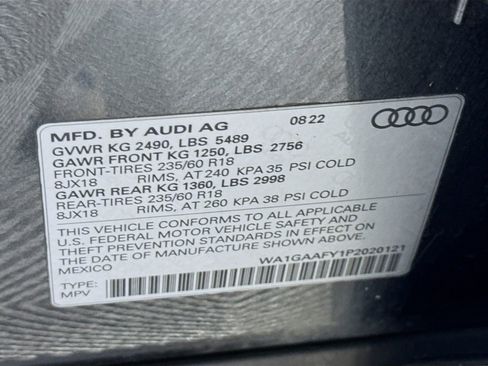 MFD. BY AUDI AG 08 22
GVWR KG 2490, LBS 5489
GAWR FRONT KG 1250, LBS 2756
FRONT-TIRES 235/60 R18
8JX18 RIMS, AT 240 KPA 35 PSI COLD
GAWR REAR KG 1360, LBS 2998
REAR-TIRES 235/60 R18
8JX18 RIMS, AT 260 KPA 38 PSI COLD
THIS VEHICLE CONFORMS TO ALL APPLICABLE
U.S. FEDERAL MOTOR VEHICLE SAFETY AND
THEFT PREVENTION STANDARDS IN EFFECT ON
THE DATE OF MANUFACTURE SHOWN ABOVE.
MEXICO
WA1GAAFY1P2020121
TYPE:
MPV